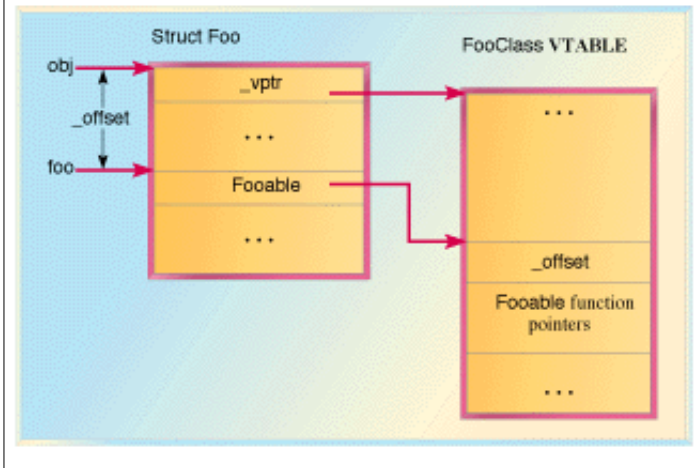 Struct Foo
FooClass VTABLE
obj
_vptr
...
_offset
...
foo
Fooable
...
_offset
Fooable function
pointers
...